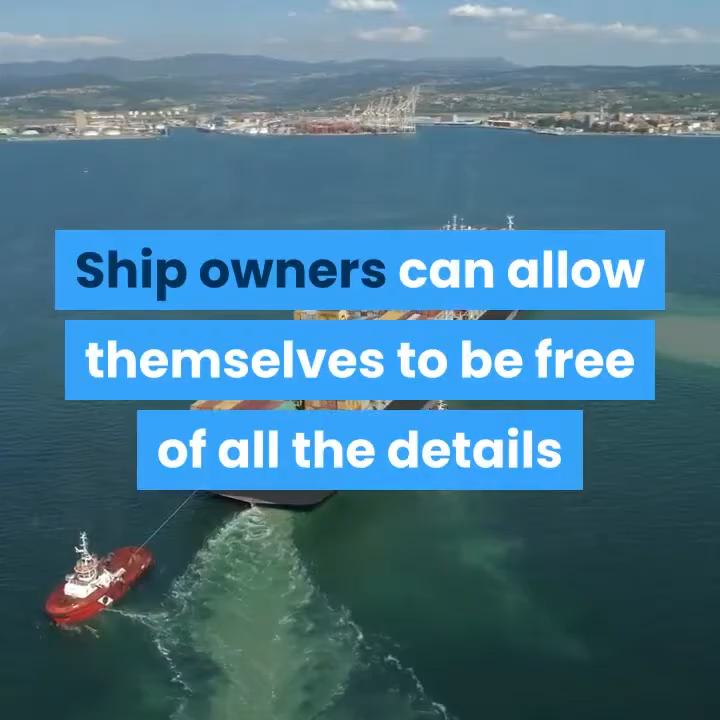 Ship owners can allow
themselves to be free
of all the details